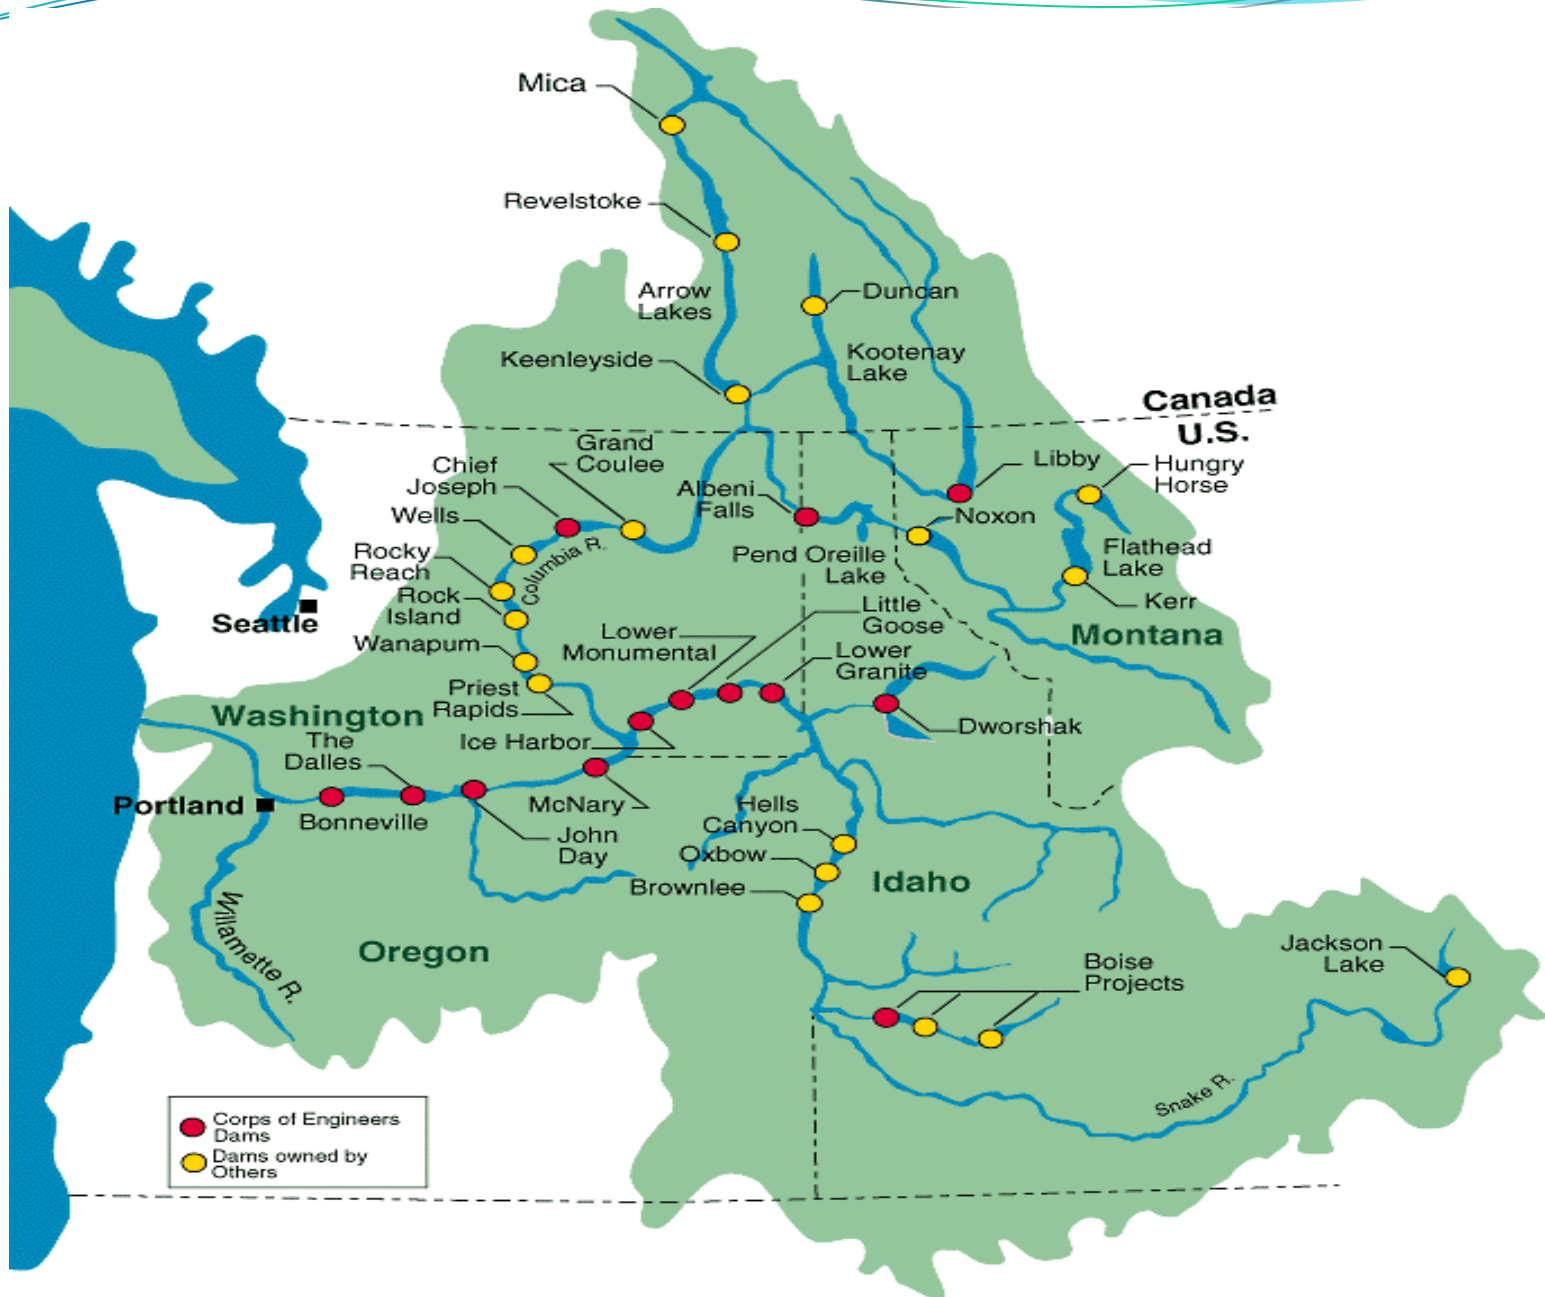 Mica
Revelstoke
Arrow
Lakes
Duncan
Keenleyside
Kootenay
Lake
Canada
U.S.
Grand
Coulee
Chief
Joseph
Libby
Hungry
Horse
Albeni
Falls
Wells
Noxon
Columbia R.
Rocky
Reach
Pend Oreille
Lake
Flathead
Lake
Rock
Island
Kerr
Little
Goose
Seattle
Lower
Monumental
Montana
Wanapum
Lower
Granite
Priest
Rapids
Washington
Dworshak
Ice Harbor
The
Dalles
Portland
McNary
Hells
Canyon
Bonneville
John
Day
Oxbow
Brownlee
Idaho
Willamette R.
Oregon
Jackson
Lake
Boise
Projects
Snake R.
Corps of Engineers
Dams
Dams owned by
Others